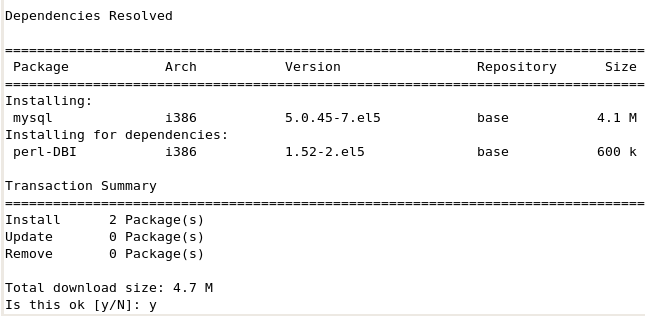 Dependencies Resolved
================================================================================
 Package            Arch           Version                 Repository      Size
================================================================================
Installing:
 mysql              i386           5.0.45-7.el5            base           4.1 M
Installing for dependencies:
 perl-DBI           i386           1.52-2.el5              base           600 k
Transaction Summary
================================================================================
Install      2 Package(s)
Update       0 Package(s)
Remove       0 Package(s)
Total download size: 4.7 M
Is this ok [y/N]: y